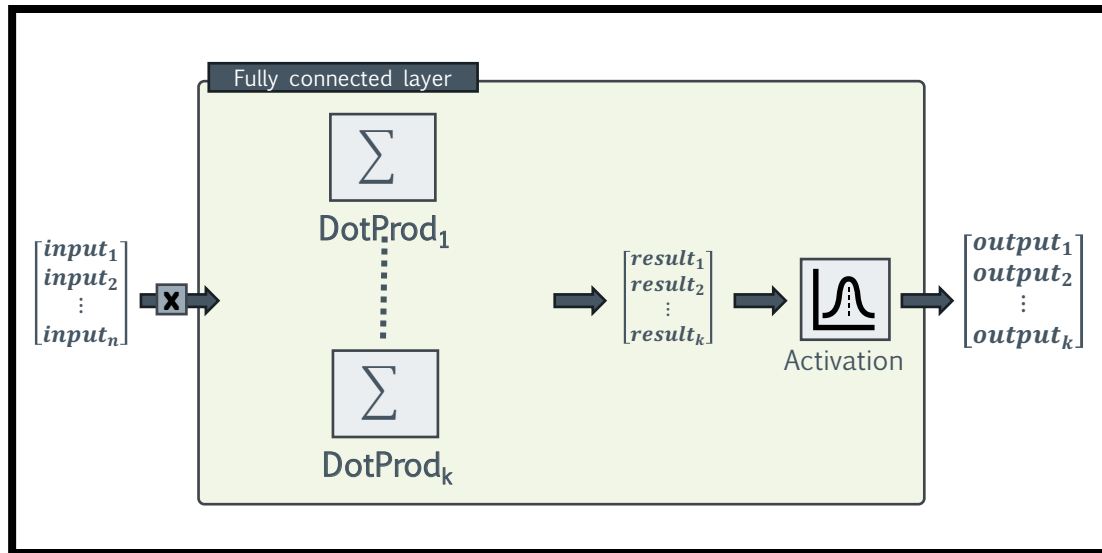 Fully connected layer
∑
DotProd₁
[input₁
input₂
⋮
inputₙ]
x
[result₁
result₂
⋮
resultₖ]
Activation
[output₁
output₂
⋮
outputₖ]
∑
DotProdₖ